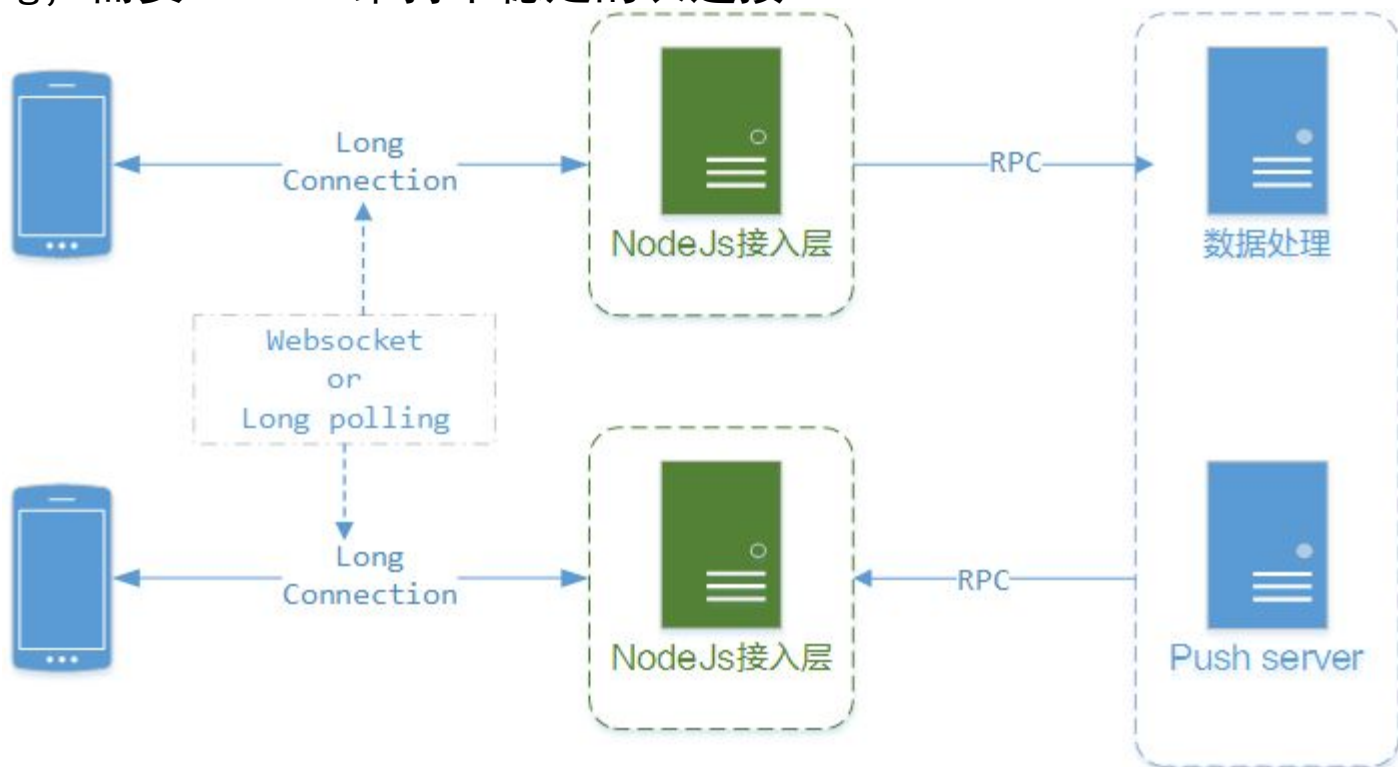 Long
Connection
RPC
NodeJs接入层
数据处理
Websocket
or
Long polling
Long
Connection
RPC
NodeJs接入层
Push server